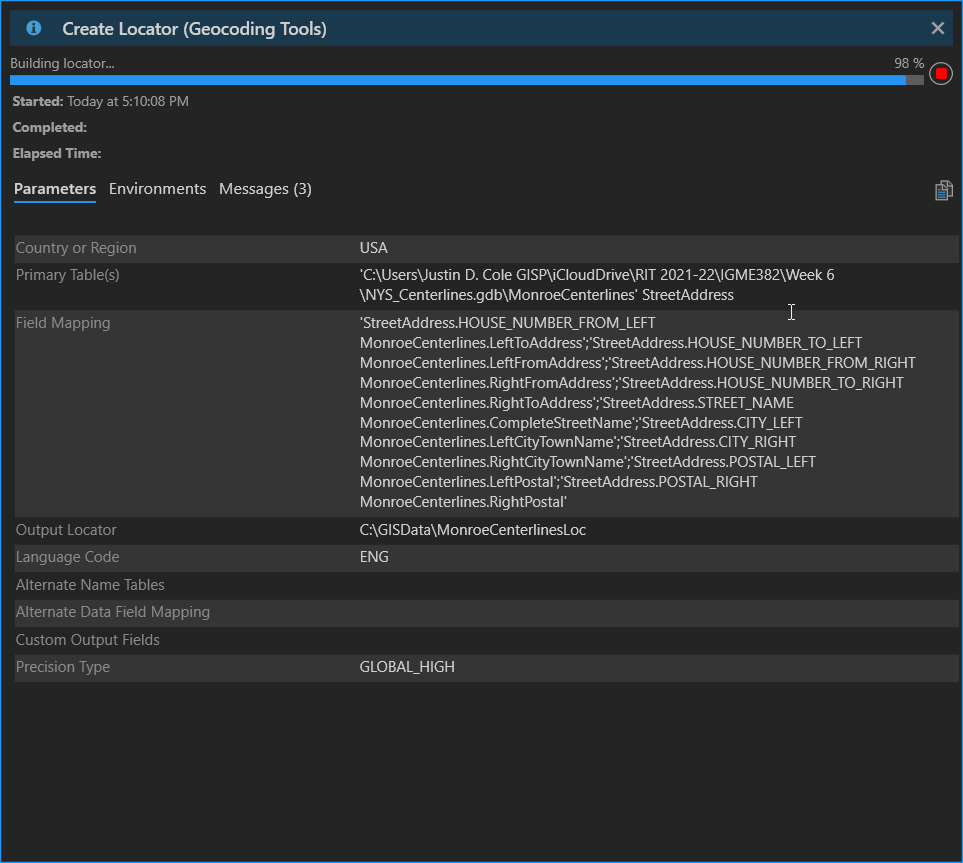 Create Locator (Geocoding Tools)
Building locator...
98 %
Started: Today at 5:10:08 PM
Completed:
Elapsed Time:
Parameters Environments Messages (3)
Country or Region USA
Primary Table(s) 'C:\Users\Justin D. Cole GISP\iCloudDrive\RIT 2021-22\IGME382\Week 6
\NYS_Centerlines.gdb\MonroeCenterlines' StreetAddress
Field Mapping 'StreetAddress.HOUSE_NUMBER_FROM_LEFT
MonroeCenterlines.LeftToAddress';'StreetAddress.HOUSE_NUMBER_TO_LEFT
MonroeCenterlines.LeftFromAddress';'StreetAddress.HOUSE_NUMBER_FROM_RIGHT
MonroeCenterlines.RightFromAddress';'StreetAddress.HOUSE_NUMBER_TO_RIGHT
MonroeCenterlines.RightToAddress';'StreetAddress.STREET_NAME
MonroeCenterlines.CompleteStreetName';'StreetAddress.CITY_LEFT
MonroeCenterlines.LeftCityTownName';'StreetAddress.CITY_RIGHT
MonroeCenterlines.RightCityTownName';'StreetAddress.POSTAL_LEFT
MonroeCenterlines.LeftPostal';'StreetAddress.POSTAL_RIGHT
MonroeCenterlines.RightPostal'
Output Locator C:\GISData\MonroeCenterlinesLoc
Language Code ENG
Alternate Name Tables
Alternate Data Field Mapping
Custom Output Fields
Precision Type GLOBAL_HIGH